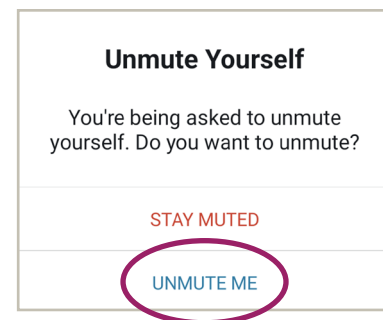 Unmute Yourself
You're being asked to unmute
yourself. Do you want to unmute?
STAY MUTED
UNMUTE ME